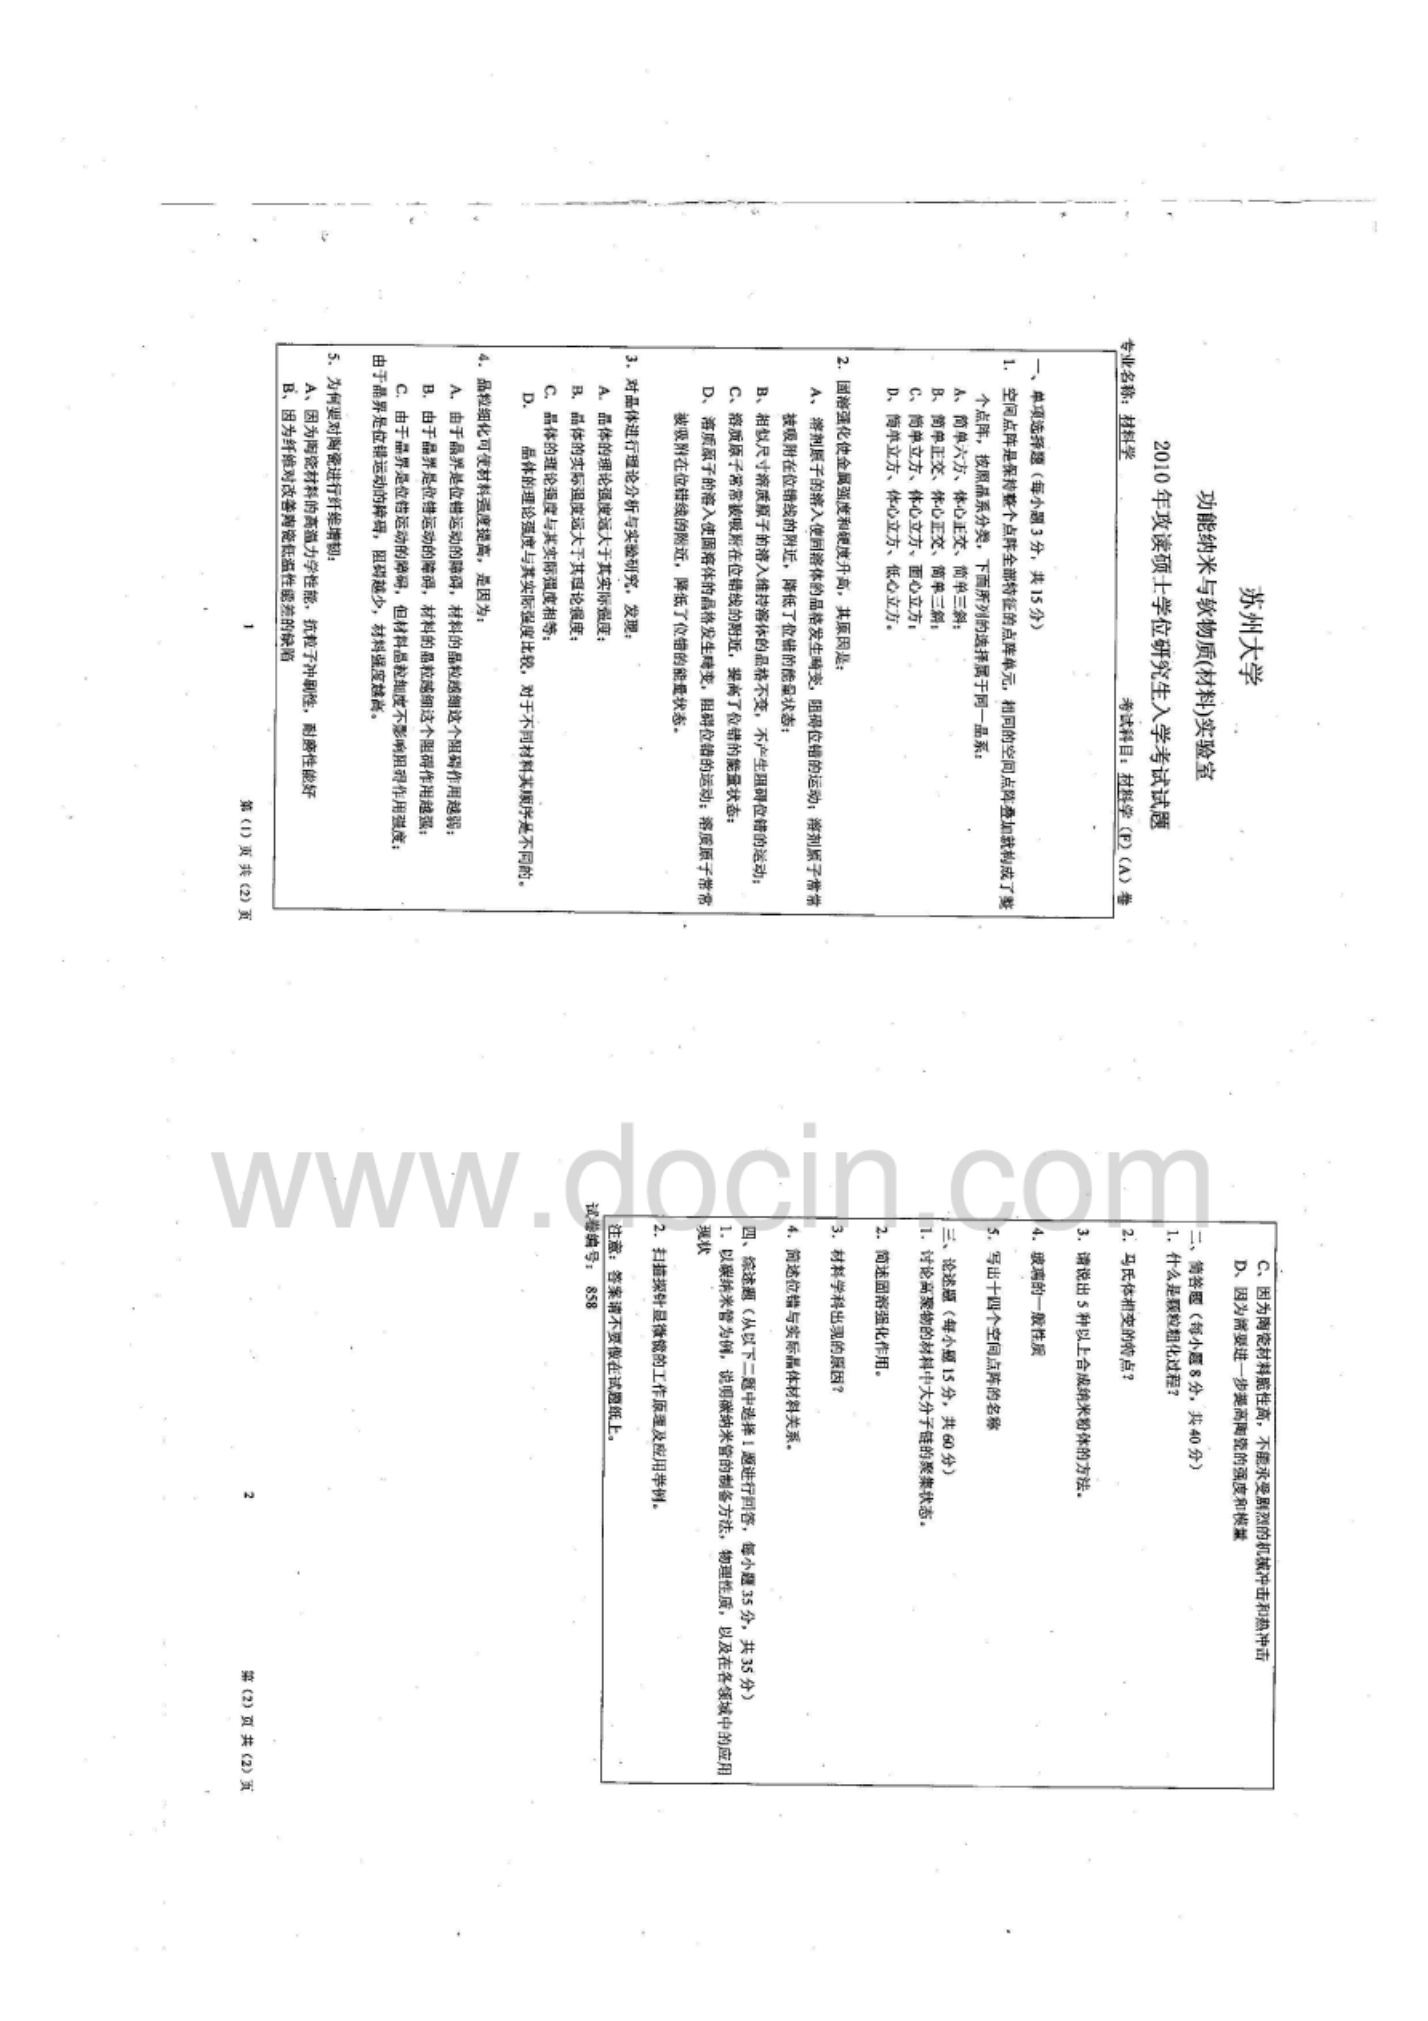 苏州大学
功能纳米与软物质(材料)实验室
2010 年攻读硕士学位研究生入学考试试题
专业名称：材料学 考试科目：材料学（F）（A）卷
一、单项选择题（每小题 3 分，共 15 分）
1. 空间点阵是保持整个点阵全部特征的点阵单元，相同的空间点阵叠加就构成了整
个点阵，按照晶系分类，下面所列的选择属于同一晶系：
A、简单六方、体心正交、简单三斜；
B、简单正交、体心正交、简单三斜；
C、简单立方、体心立方、面心立方；
D、简单立方、体心立方、低心立方。
2. 固溶强化使金属强度和硬度升高，其原因是：
A、溶剂原子的溶入使固溶体的晶格发生畸变，阻碍位错的运动；溶剂原子常常
被吸附在位错线的附近，降低了位错的能量状态；
B、相似尺寸溶质原子的溶入维持溶体的晶格不变，不产生阻碍位错的运动；
C、溶质原子常常被吸附在位错线的附近，提高了位错的能量状态；
D、溶质原子的溶入使固溶体的晶格发生畸变，阻碍位错的运动；溶质原子常常
被吸附在位错线的附近，降低了位错的能量状态。
3. 对晶体进行理论分析与实验研究，发现：
A. 晶体的理论强度远大于其实际强度；
B. 晶体的实际强度远大于其理论强度；
C. 晶体的理论强度与其实际强度相等；
D. 晶体的理论强度与其实际强度比较，对于不同材料其顺序是不同的。
4. 晶粒细化可使材料强度提高，是因为：
A. 由于晶界是位错运动的障碍，材料的晶粒越细这个阻碍作用越弱；
B. 由于晶界是位错运动的障碍，材料的晶粒越细这个阻碍作用越强；
C. 由于晶界是位错运动的障碍，但材料晶粒细度不影响阻碍作用强度；
由于晶界是位错运动的障碍，阻碍越少，材料强度越高。
5. 为何要对陶瓷进行纤维增韧：
A、因为陶瓷材料的高温力学性能，抗粒子冲刷性，耐磨性能好
B、因为纤维对改善陶瓷低温性能差的缺陷
1
第（1）页 共（2）页
C、因为陶瓷材料脆性高，不能承受剧烈的机械冲击和热冲击
D、因为需要进一步提高陶瓷的强度和模量
二、简答题（每小题 8 分，共 40 分）
1. 什么是颗粒粗化过程？
2. 马氏体相变的特点？
3. 请说出 5 种以上合成纳米粉体的方法。
4. 玻璃的一般性质
5. 写出十四个空间点阵的名称
三、论述题（每小题 15 分，共 60 分）
1. 讨论高聚物的材料中大分子链的聚集状态。
2. 简述固溶强化作用。
3. 材料学科出现的原因？
4. 简述位错与实际晶体材料关系。
四、综述题（从以下二题中选择 1 题进行回答，每小题 35 分，共 35 分）
1. 以碳纳米管为例，说明碳纳米管的制备方法，物理性质，以及在各领域中的应用
现状
2. 扫描探针显微镜的工作原理及应用举例。
注意：答案请不要做在试题纸上。
试卷编号：858
2
第（2）页 共（2）页
www.docin.com